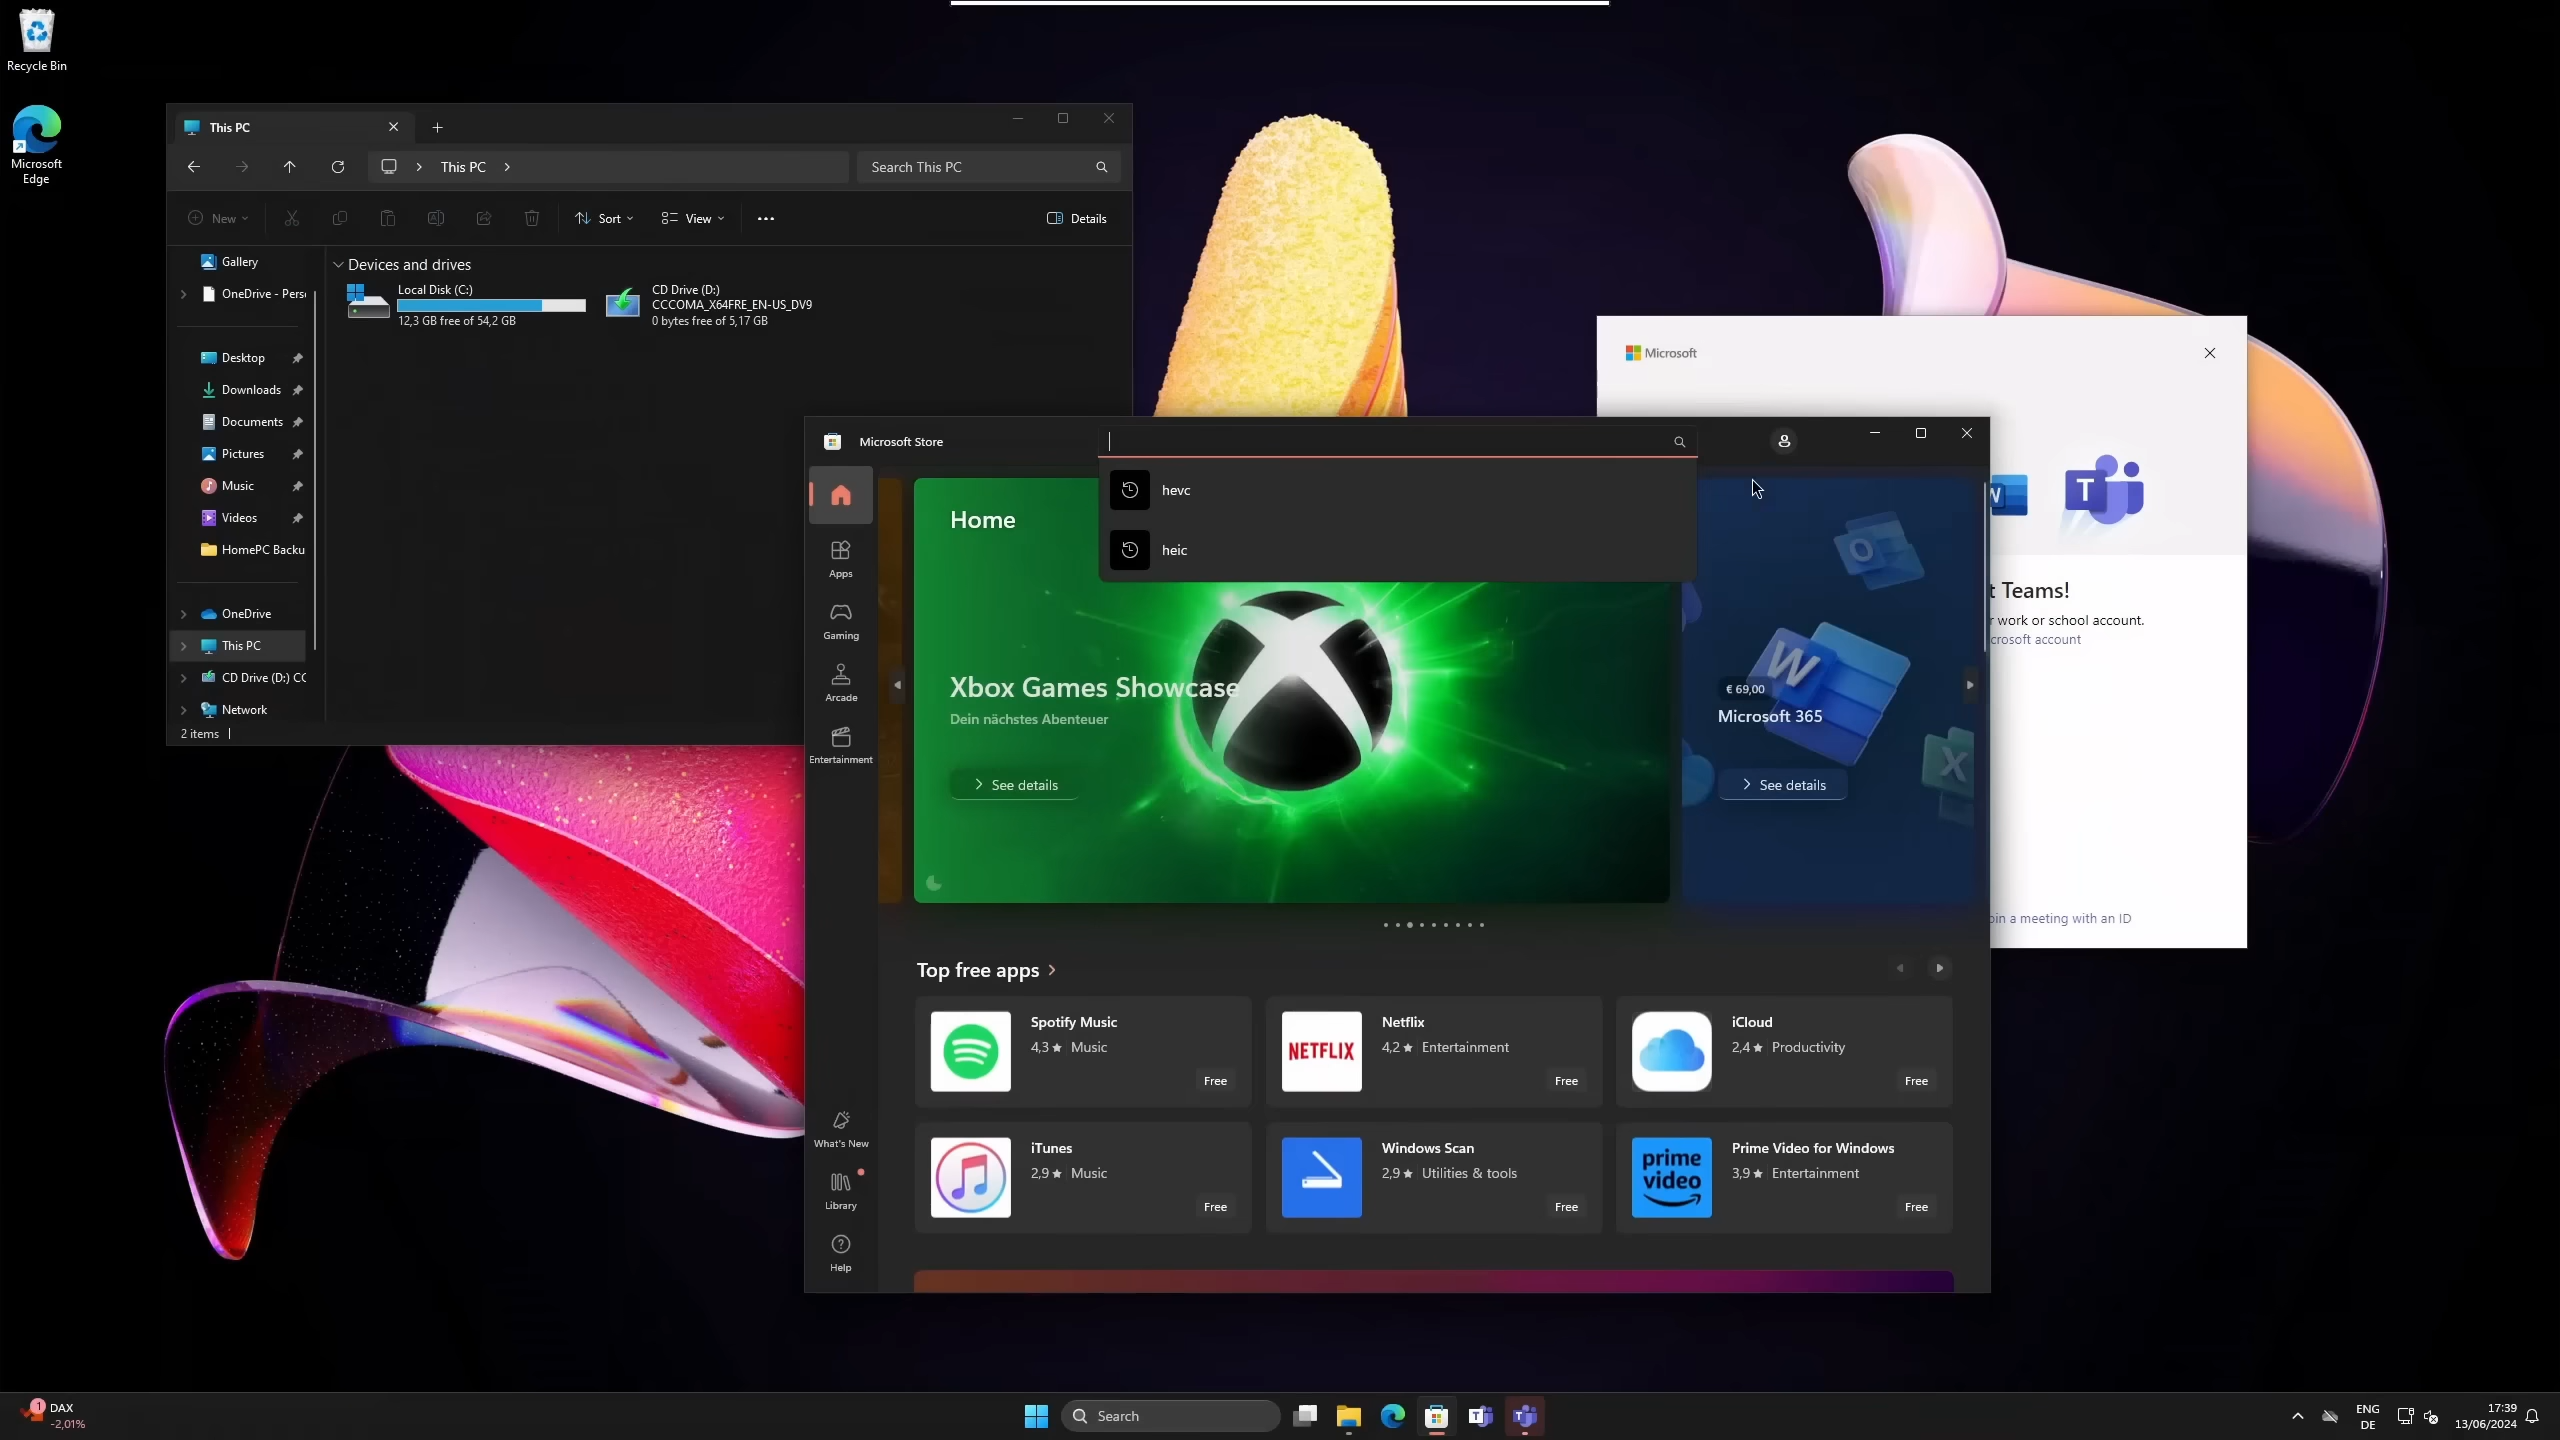 Recycle Bin
Microsoft
Edge
This PC
This PC
Search This PC
New
Sort
View
Details
Gallery
OneDrive - Pers
Desktop
Downloads
Documents
Pictures
Music
Videos
HomePC Backu
OneDrive
This PC
CD Drive (D:) CC
Network
2 items
Devices and drives
Local Disk (C:)
12,3 GB free of 54,2 GB
CD Drive (D:)
CCCOMA_X64FRE_EN-US_DV9
0 bytes free of 5,17 GB
Microsoft
t Teams!
r work or school account.
crosoft account
oin a meeting with an ID
Microsoft Store
hevc
heic
Apps
Gaming
Arcade
Entertainment
What's New
Library
Help
Home
Xbox Games Showcase
Dein nächstes Abenteuer
See details
€ 69,00
Microsoft 365
See details
Top free apps
Spotify Music
4,3 ★ Music
Free
Netflix
4,2 ★ Entertainment
Free
NETFLIX
iCloud
2,4 ★ Productivity
Free
iTunes
2,9 ★ Music
Free
Windows Scan
2,9 ★ Utilities & tools
Free
prime
video
Prime Video for Windows
3,9 ★ Entertainment
Free
1
DAX
-2,01%
Search
ENG
DE
17:39
13/06/2024